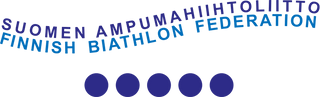 SUOMEN AMPUMAHIIHTOLIITTO
FINNISH BIATHLON FEDERATION